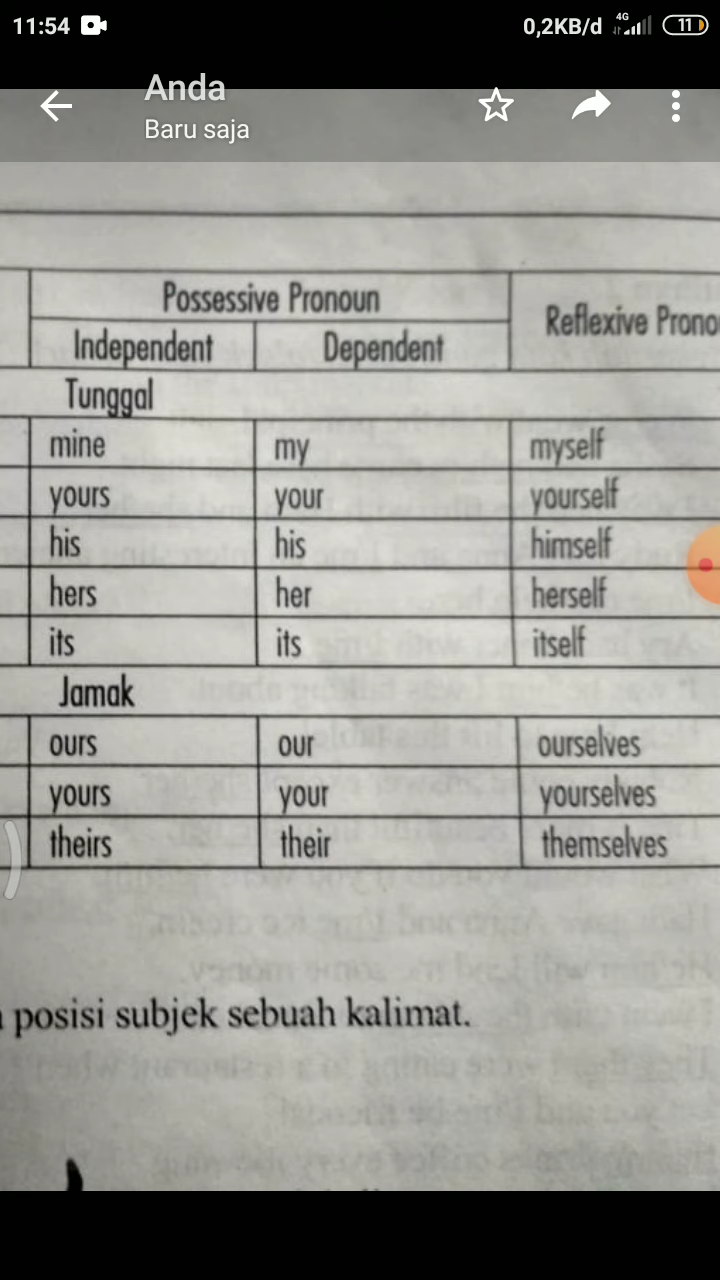 11:54
0,2KB/d 4G 11
Anda
Baru saja
Possessive Pronoun
Reflexive Prono
Independent Dependent
Tunggal
mine my myself
yours your yourself
his his himself
hers her herself
its its itself
Jamak
ours our ourselves
yours your yourselves
theirs their themselves
posisi subjek sebuah kalimat.